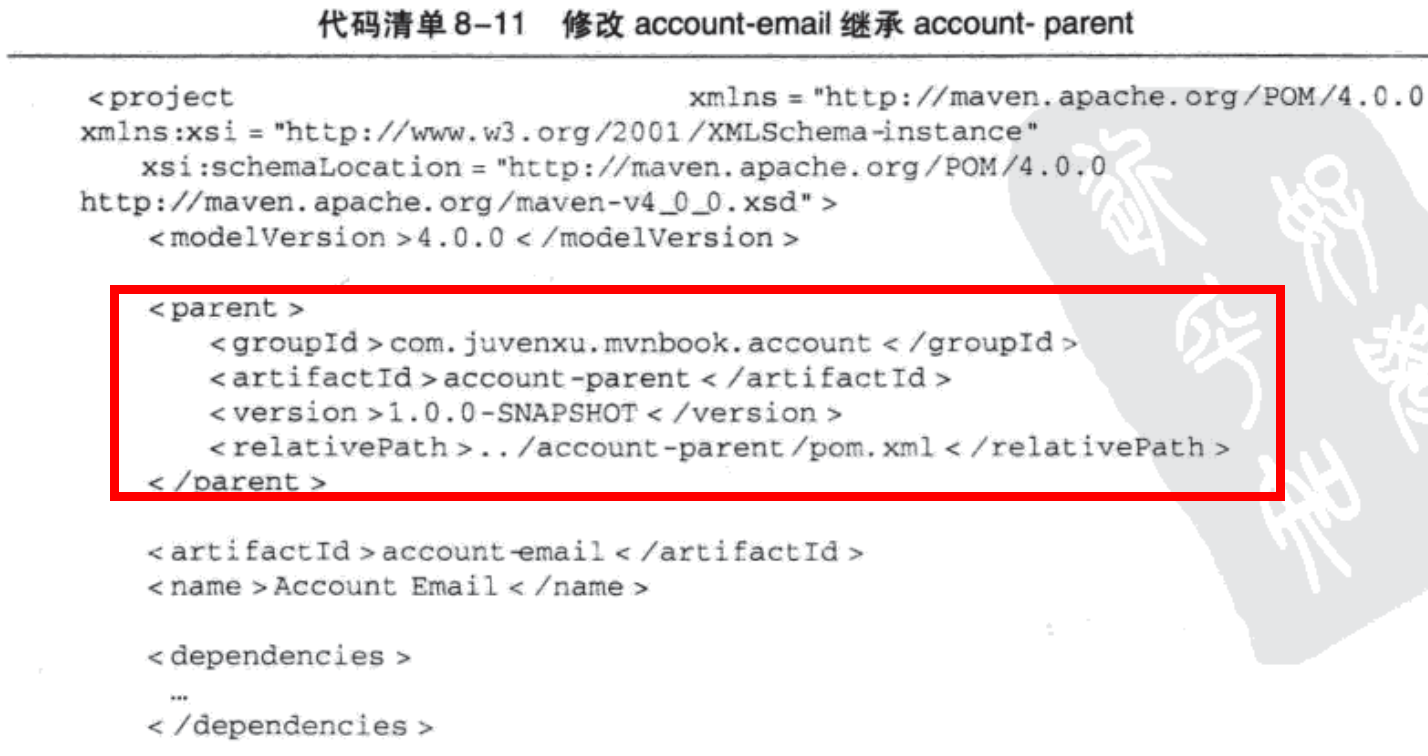 代码清单 8-11 修改 account-email 继承 account- parent
<project xmlns = "http://maven.apache.org/POM/4.0.0
xmlns:xsi = "http://www.w3.org/2001/XMLSchema-instance"
xsi:schemaLocation = "http://maven.apache.org/POM/4.0.0
http://maven.apache.org/maven-v4_0_0.xsd" >
<modelVersion >4.0.0 < /modelVersion >
<parent >
<groupId >com.juvenxu.mvnbook.account < /groupId >
<artifactId >account-parent < /artifactId >
<version >1.0.0-SNAPSHOT < /version >
<relativePath >../account-parent/pom.xml < /relativePath >
< /parent >
<artifactId >account-email < /artifactId >
<name >Account Email < /name >
<dependencies >
…
< /dependencies >